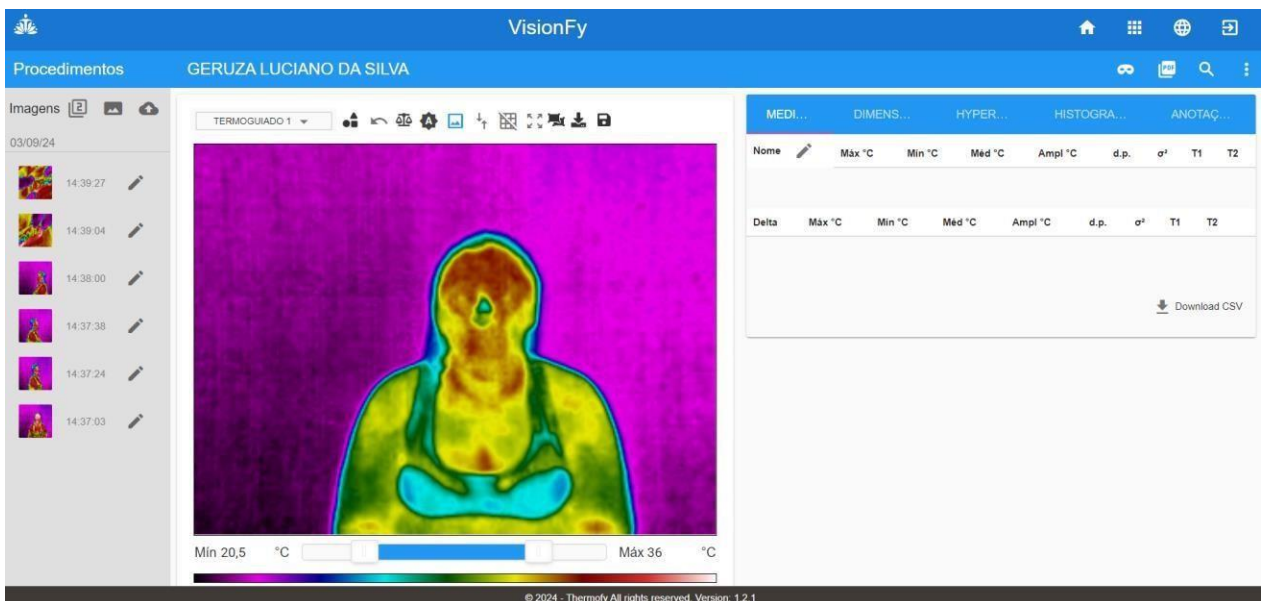 VisionFy
Procedimentos
GERUZA LUCIANO DA SILVA
PDF
Imagens 2
03/09/24
14:39:27
14:39:04
14:38:00
14:37:38
14:37:24
14:37:03
TERMOGUIADO 1
A
Mín 20,5 °C
Máx 36 °C
MEDI... DIMENS... HYPER... HISTOGRA... ANOTAÇ...
Nome Máx °C Mín °C Méd °C Ampl °C d.p. σ² T1 T2
Delta Máx °C Mín °C Méd °C Ampl °C d.p. σ² T1 T2
Download CSV
© 2024 - Thermofy All rights reserved. Version: 1.2.1